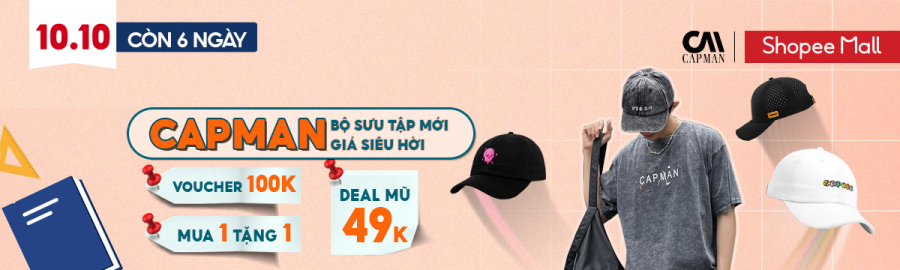 10.10 CÒN 6 NGÀY
CM
CAPMAN
Shopee Mall
CAPMAN
BỘ SƯU TẬP MỚI
GIÁ SIÊU HỜI
VOUCHER 100K
MUA 1 TẶNG 1
DEAL MŨ
49K
CAPMAN